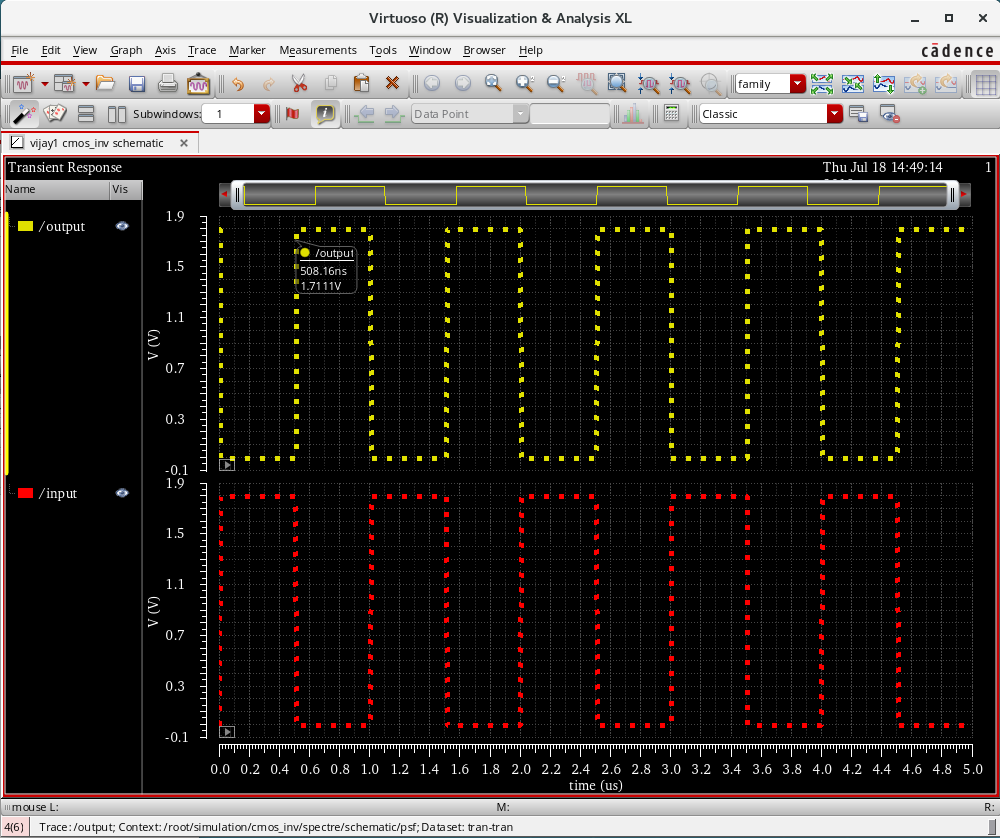 Virtuoso (R) Visualization & Analysis XL
File Edit View Graph Axis Trace Marker Measurements Tools Window Browser Help
cādence
family
Subwindows: 1
Data Point
Classic
vijay1 cmos_inv schematic
Transient Response
Thu Jul 18 14:49:14
1
Name Vis
/output
1.9
1.5
1.1
0.7
0.3
-0.1
V (V)
/output
508.16ns
1.7111V
/input
1.9
1.5
1.1
0.7
0.3
-0.1
V (V)
0.0 0.2 0.4 0.6 0.8 1.0 1.2 1.4 1.6 1.8 2.0 2.2 2.4 2.6 2.8 3.0 3.2 3.4 3.6 3.8 4.0 4.2 4.4 4.6 4.8 5.0
time (us)
mouse L: M: R:
4(6) Trace: /output; Context: /root/simulation/cmos_inv/spectre/schematic/psf; Dataset: tran-tran